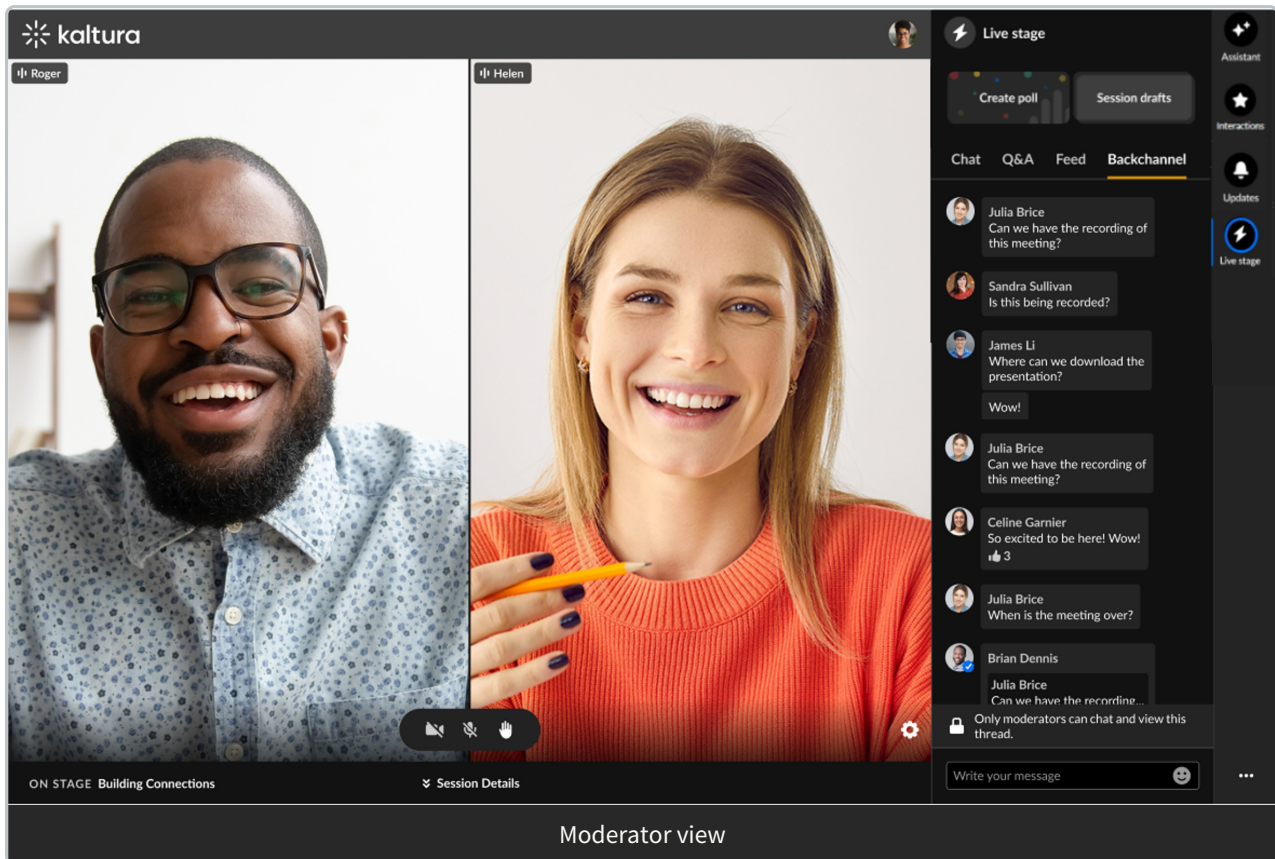 kaltura
Roger
Helen
ON STAGE Building Connections
Session Details
Live stage
Create poll
Session drafts
Chat
Q&A
Feed
Backchannel
Julia Brice
Can we have the recording of
this meeting?
Sandra Sullivan
Is this being recorded?
James Li
Where can we download the
presentation?
Wow!
Julia Brice
Can we have the recording of
this meeting?
Celine Garnier
So excited to be here! Wow!
3
Julia Brice
When is the meeting over?
Brian Dennis
Julia Brice
Can we have the recording...
Only moderators can chat and view this
thread.
Write your message
Assistant
Interactions
Updates
Live stage
Moderator view